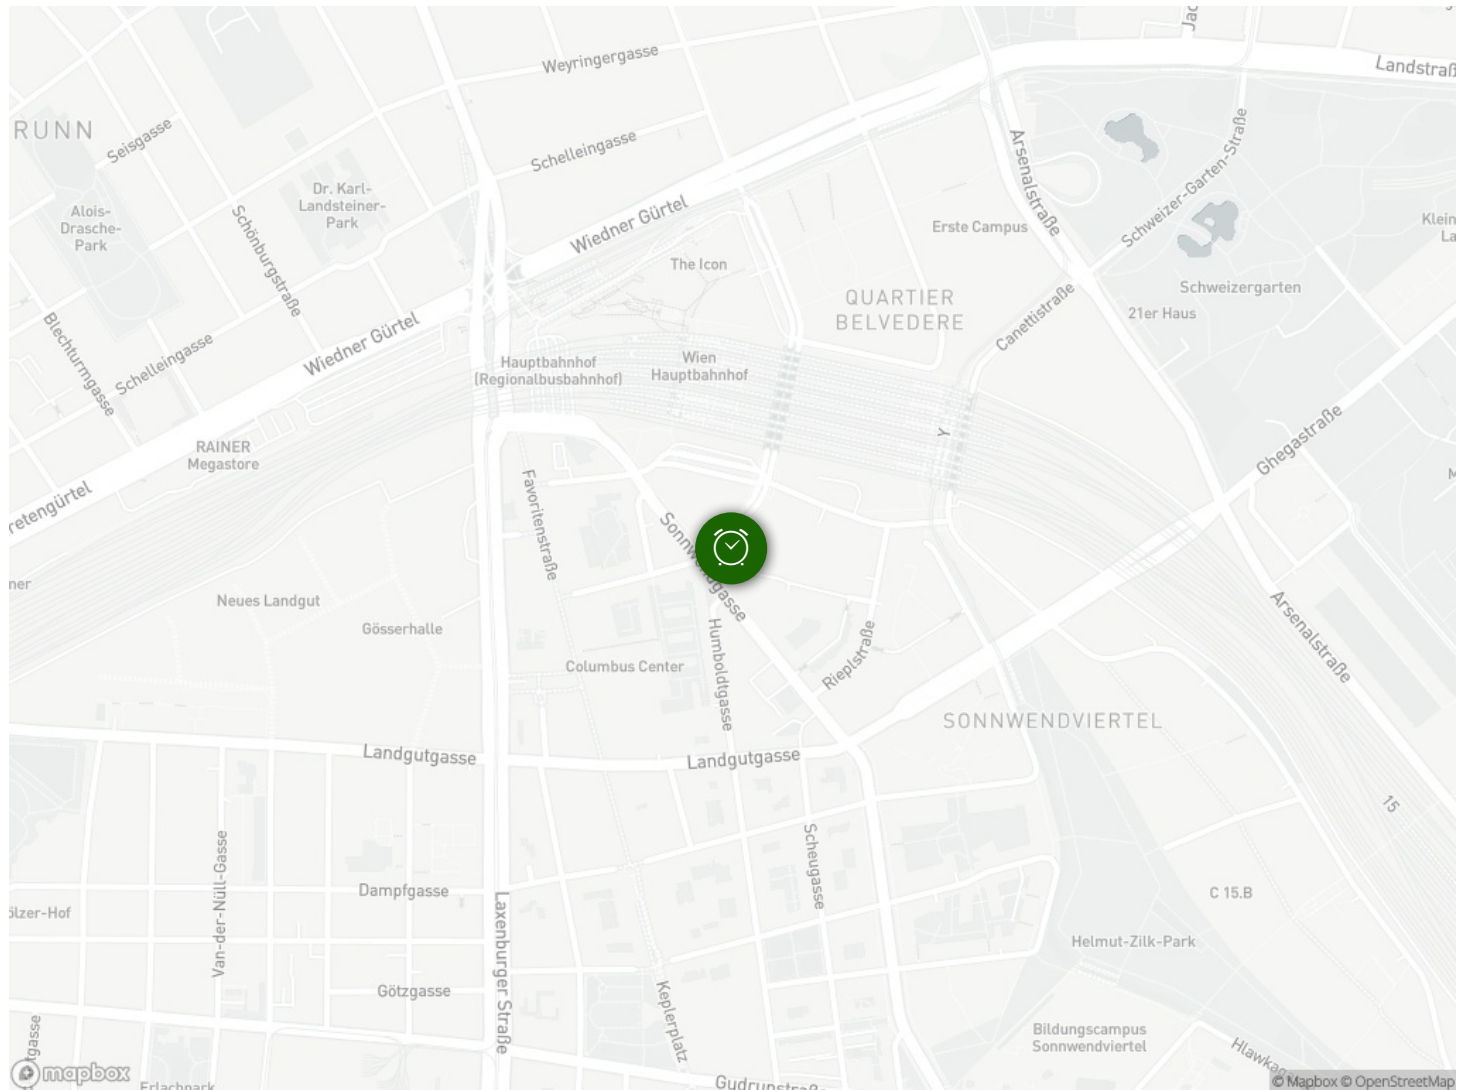 Weyringergasse
Landstraß
RUNN
Seisgasse
Schelleingasse
Arsenalstraße
Schweizer-Garten-Straße
Dr. Karl-
Landsteiner-
Park
Alois-
Drasche-
Park
Schönburgstraße
Wiedner Gürtel
Erste Campus
Klein
La
The Icon
QUARTIER
BELVEDERE
Schweizergarten
21er Haus
Canettistraße
Blechturmgasse
Wiedner Gürtel
Schelleingasse
Hauptbahnhof
(Regionalbusbahnhof)
Wien
Hauptbahnhof
RAINER
Megastore
Y
Ghegastraße
M
retengürtel
Favoritenstraße
Sonnwendgasse
ner
Neues Landgut
Gösserhalle
Columbus Center
Humboldtgasse
Rieplstraße
Arsenalstraße
SONNWENDVIERTEL
Landgutgasse
Landgutgasse
15
Van-der-Nüll-Gasse
Dampfgasse
Scheugasse
C 15.B
ölzer-Hof
Laxenburger Straße
Helmut-Zilk-Park
Götzgasse
Keplerplatz
Bildungscampus
Sonnwendviertel
tgasse
Hlawkaga
mapbox
Erlachpark
Gudrunstraße
© Mapbox © OpenStreetMap